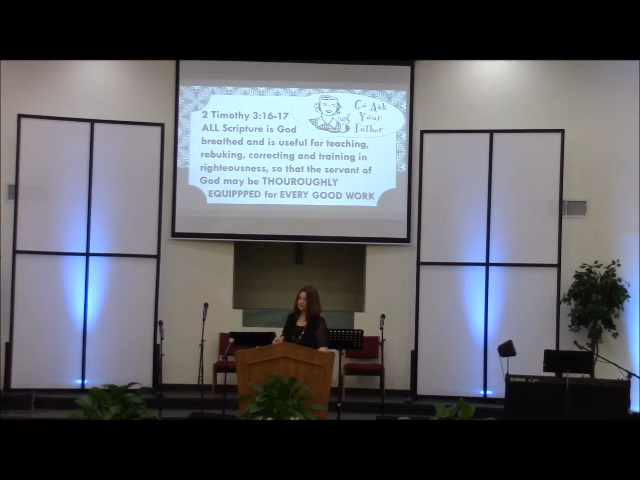 Go Ask
Your
Father
2 Timothy 3:16-17
ALL Scripture is God
breathed and is useful for teaching,
rebuking, correcting and training in
righteousness, so that the servant of
God may be THOUROUGHLY
EQUIPPPED for EVERY GOOD WORK